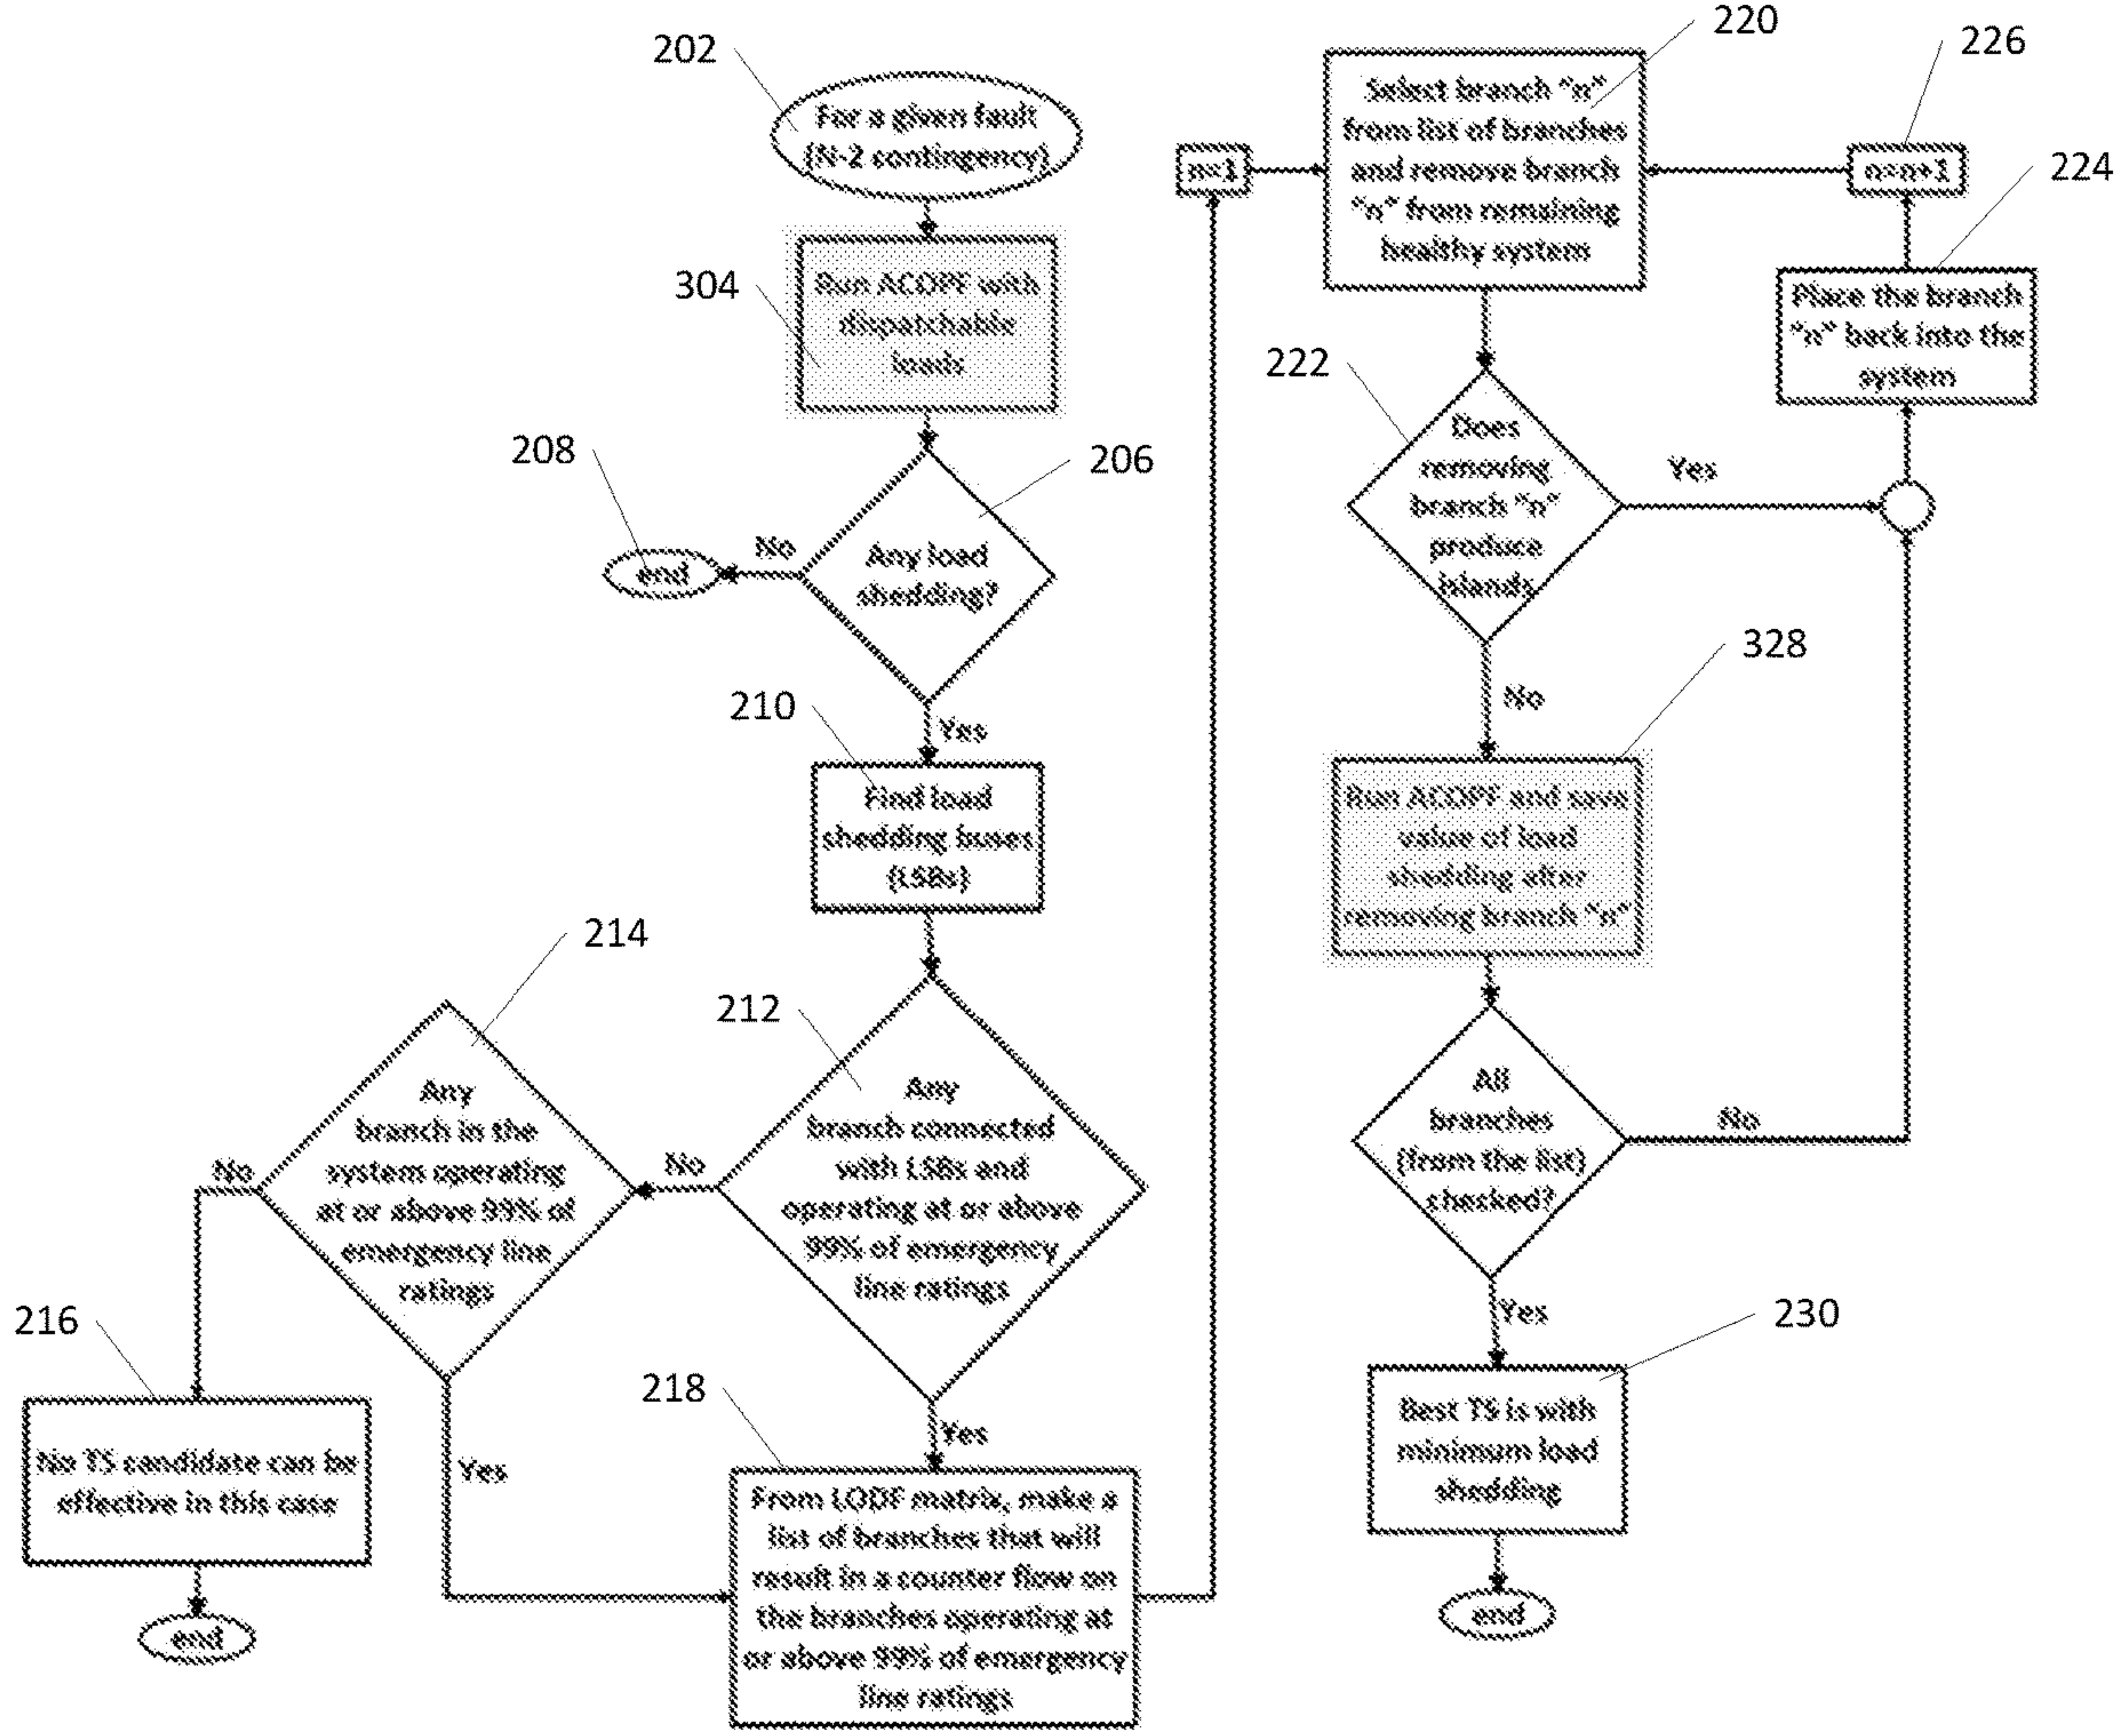 202
For a given fault
(N-2 contingency)
304
Run ACOPF with
dispatchable
loads
208
end
No
206
Any load
shedding?
Yes
210
Find load
shedding buses
(LSBs)
214
Any
branch in the
system operating
at or above 99% of
emergency line
ratings
No
212
Any
branch connected
with LSBs and
operating at or above
99% of emergency
line ratings
No
216
No TS candidate can be
effective in this case
end
Yes
218
Yes
From LODF matrix, make a
list of branches that will
result in a counter flow on
the branches operating at
or above 99% of emergency
line ratings
n=1
220
Select branch "n"
from list of branches
and remove branch
"n" from remaining
healthy system
226
n=n+1
224
Place the branch
"n" back into the
system
222
Does
removing
branch "n"
produce
islands
Yes
No
328
Run ACOPF and save
value of load
shedding after
removing branch "n"
All
branches
(from the list)
checked?
No
Yes
230
Best TS is with
minimum load
shedding
end